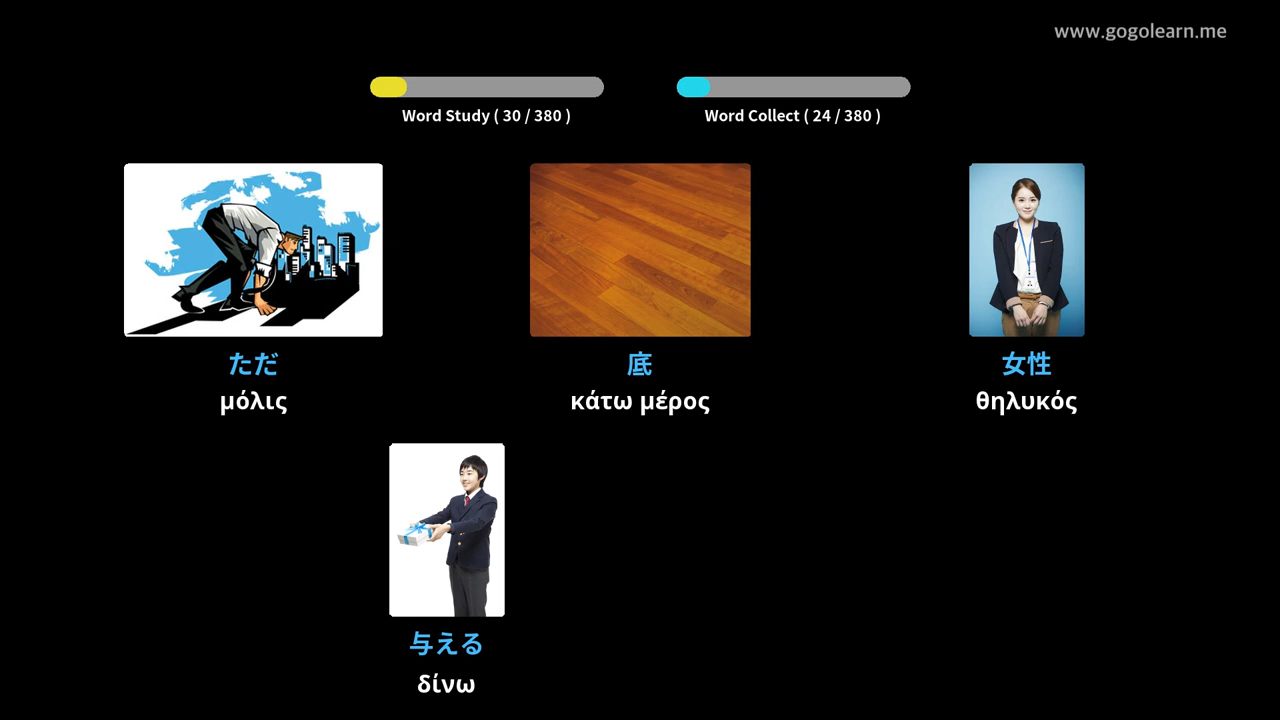 www.gogolearn.me
Word Study ( 30 / 380 )
Word Collect ( 24 / 380 )
ただ
μόλις
底
κάτω μέρος
女性
θηλυκός
与える
δίνω